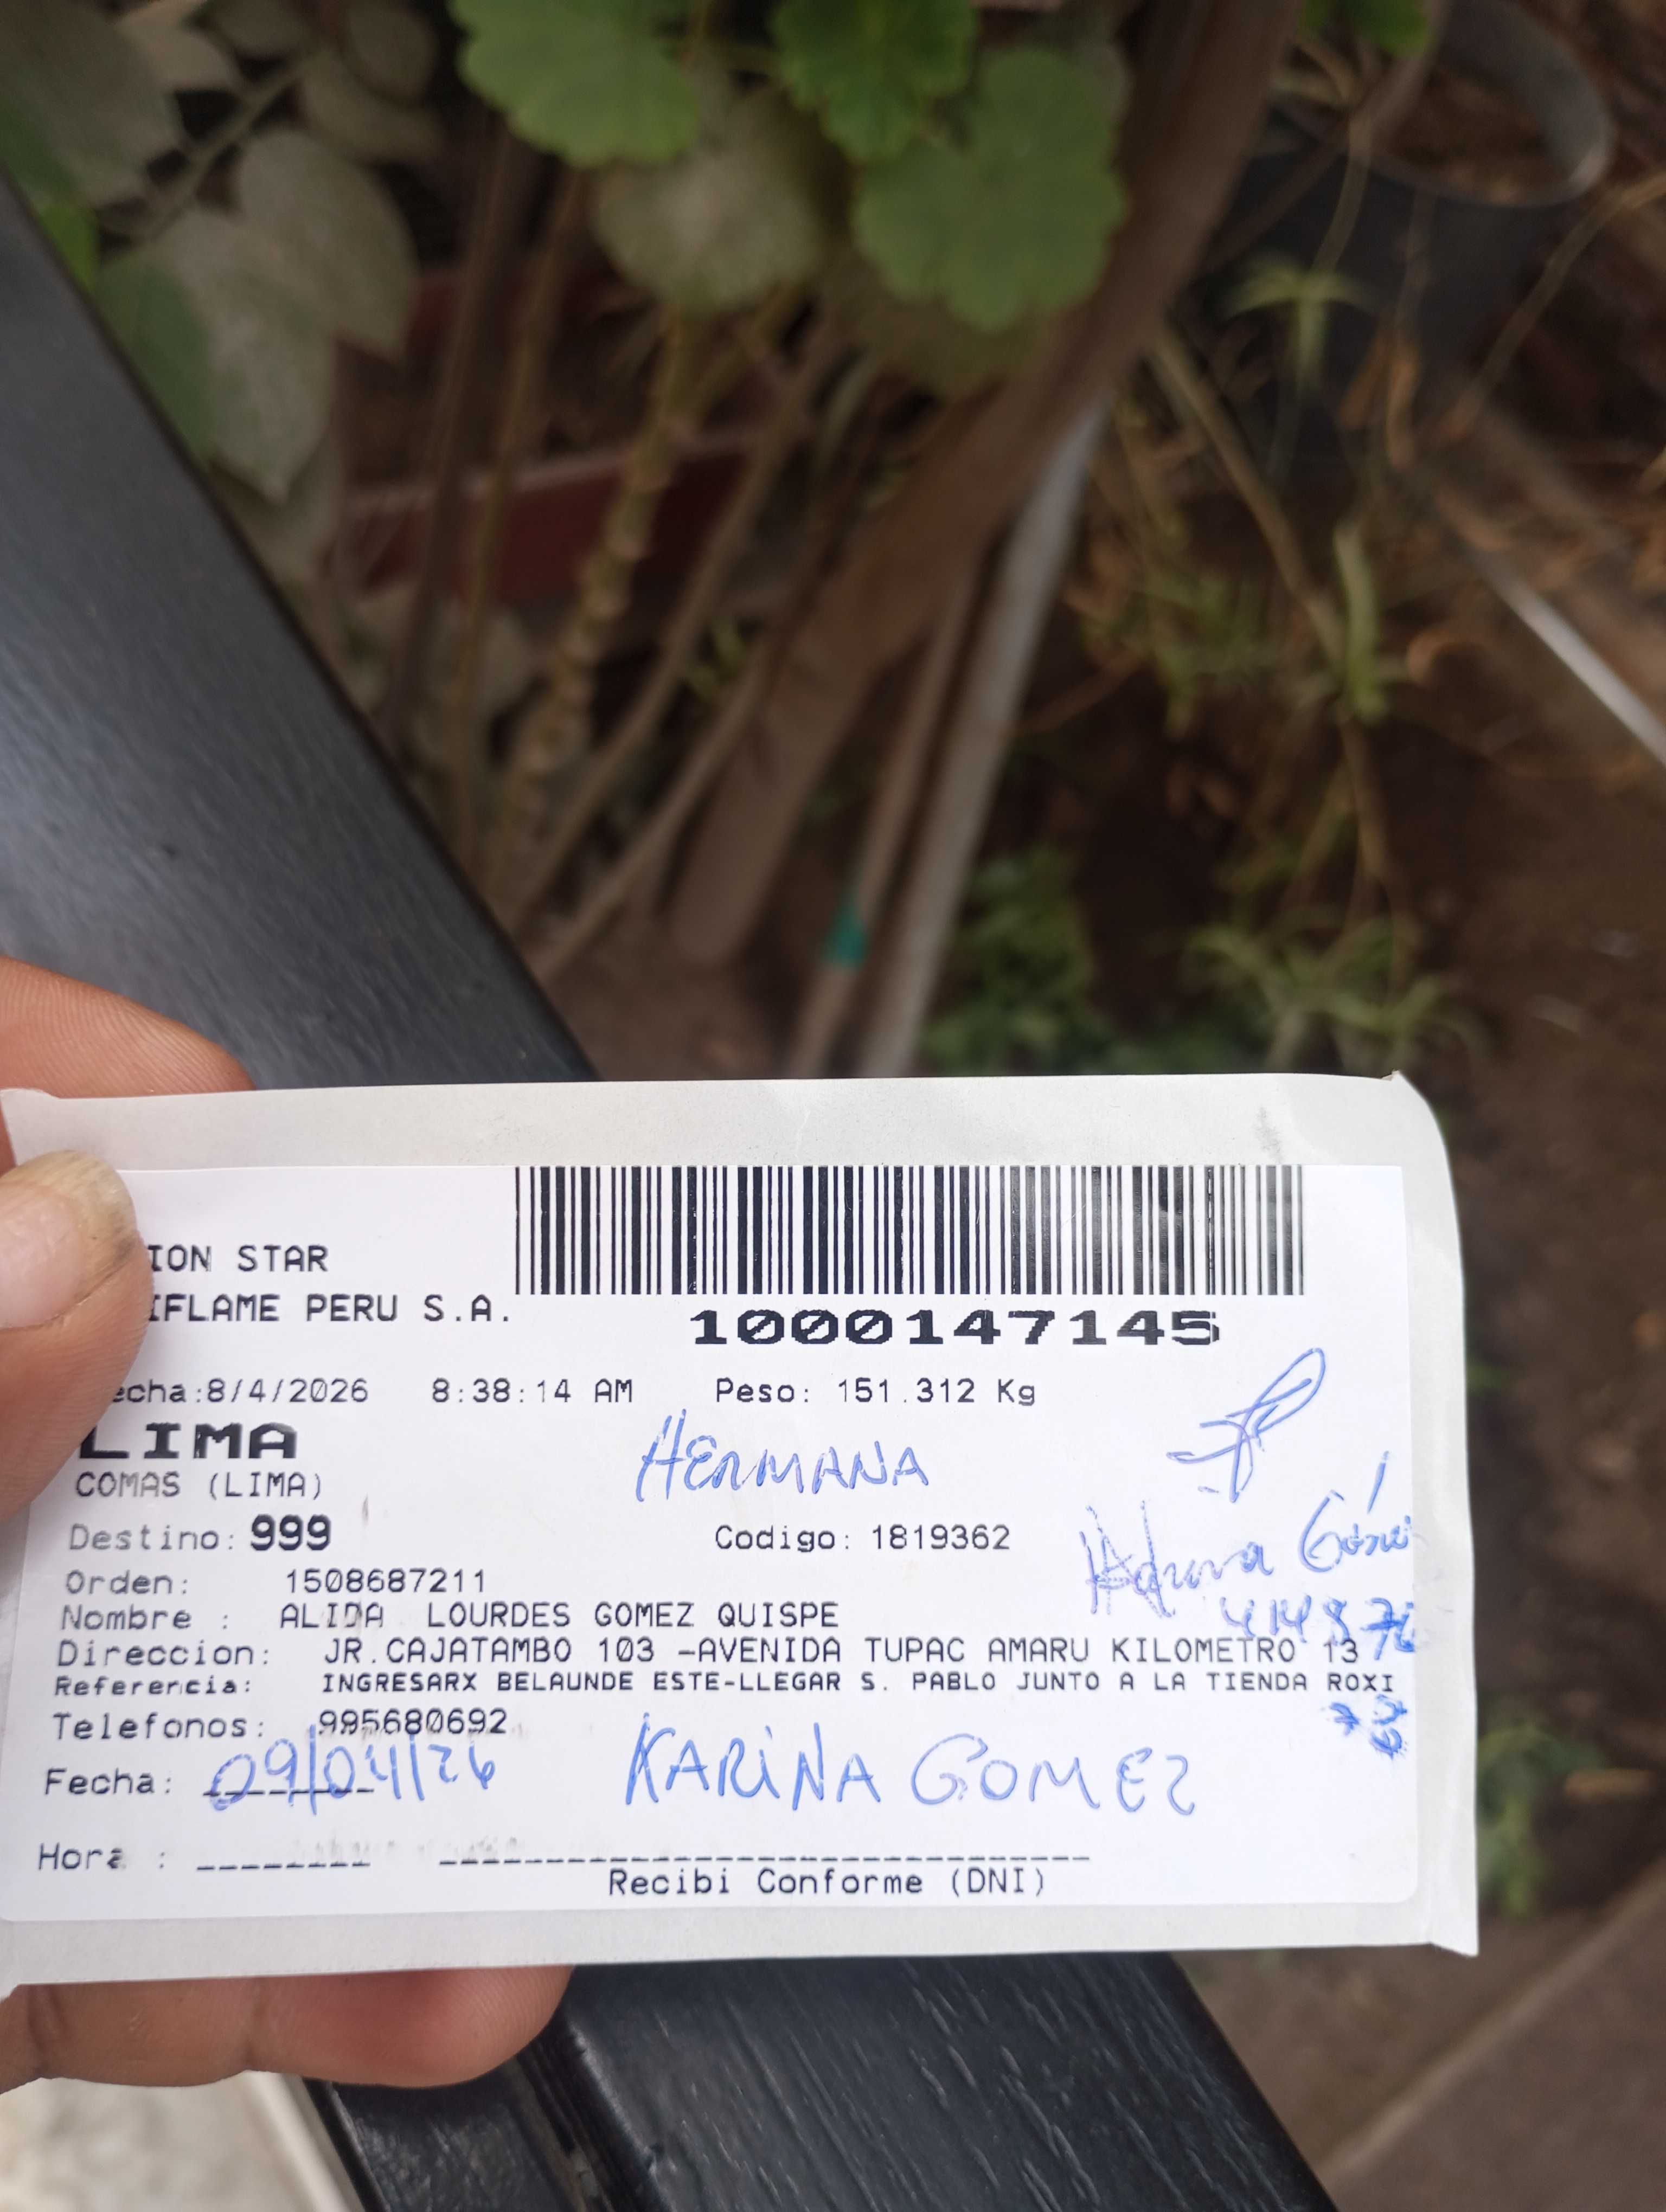 ION STAR
IFLAME PERU S.A.
1000147145
echa:8/4/2026 8:38:14 AM Peso: 151.312 Kg
LIMA
HERMANA
COMAS (LIMA)
Destino: 999 Codigo: 1819362
Orden: 1508687211
Nombre : ALIDA LOURDES GOMEZ QUISPE
Direccion: JR.CAJATAMBO 103 -AVENIDA TUPAC AMARU KILOMETRO 13
Referencia: INGRESARX BELAUNDE ESTE-LLEGAR S. PABLO JUNTO A LA TIENDA ROXI
Telefonos: 995680692
Fecha: 09/04/26 KARINA GOMEZ
Hora :
Recibi Conforme (DNI)